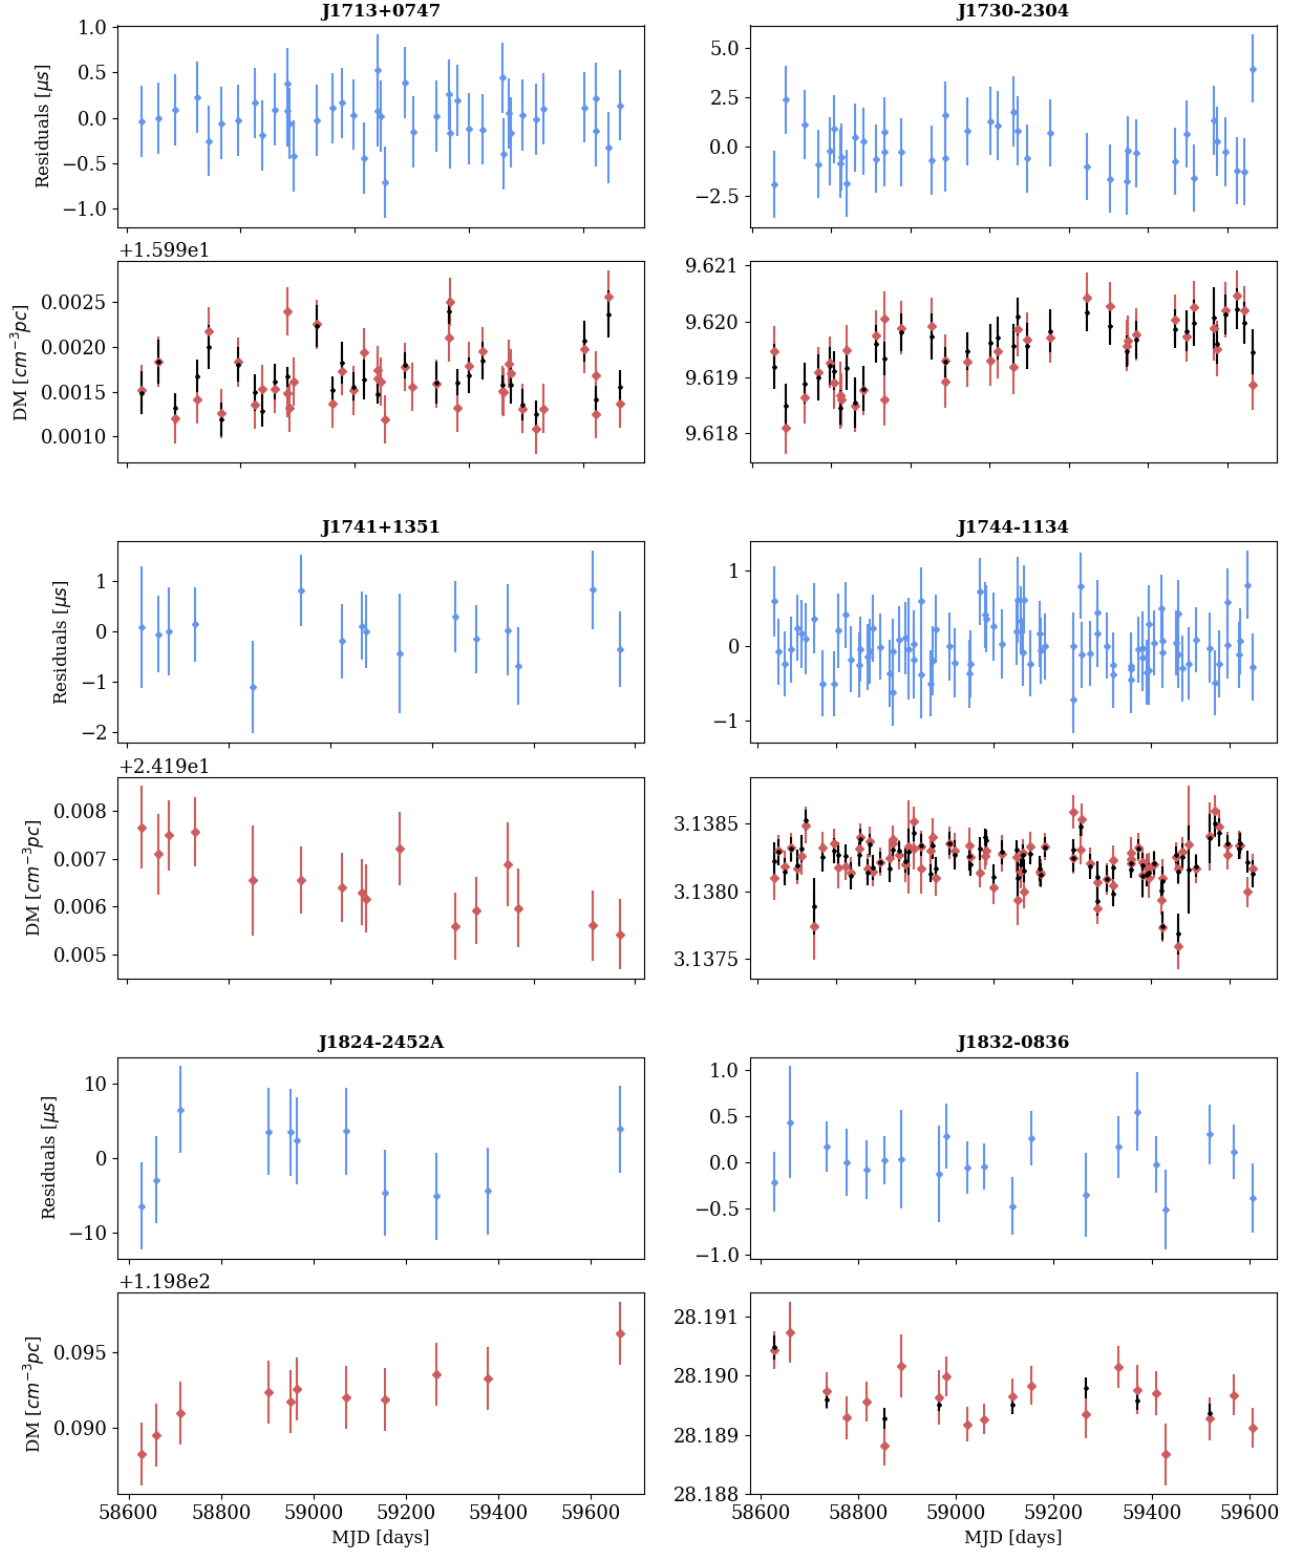 J1713+0747
J1730-2304
1.0
0.5
0.0
−0.5
−1.0
Residuals [μs]
5.0
2.5
0.0
−2.5
+1.599e1
0.0025
0.0020
0.0015
0.0010
DM [cm⁻³pc]
9.621
9.620
9.619
9.618
J1741+1351
J1744-1134
1
0
−1
−2
Residuals [μs]
1
0
−1
+2.419e1
0.008
0.007
0.006
0.005
DM [cm⁻³pc]
3.1385
3.1380
3.1375
J1824-2452A
J1832-0836
10
0
−10
Residuals [μs]
1.0
0.5
0.0
−0.5
−1.0
+1.198e2
0.095
0.090
DM [cm⁻³pc]
28.191
28.190
28.189
28.188
58600 58800 59000 59200 59400 59600
MJD [days]
58600 58800 59000 59200 59400 59600
MJD [days]